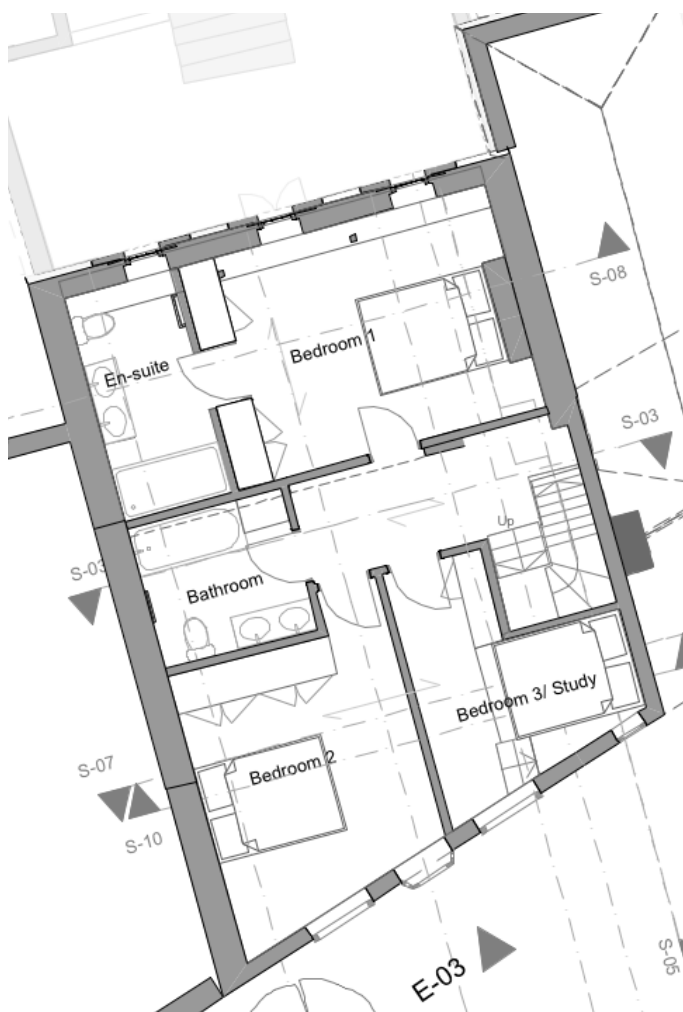 S-08
En-suite
Bedroom 1
S-03
Up
S-03
Bathroom
Bedroom 3/ Study
Bedroom 2
S-07
S-10
E-03
S-05